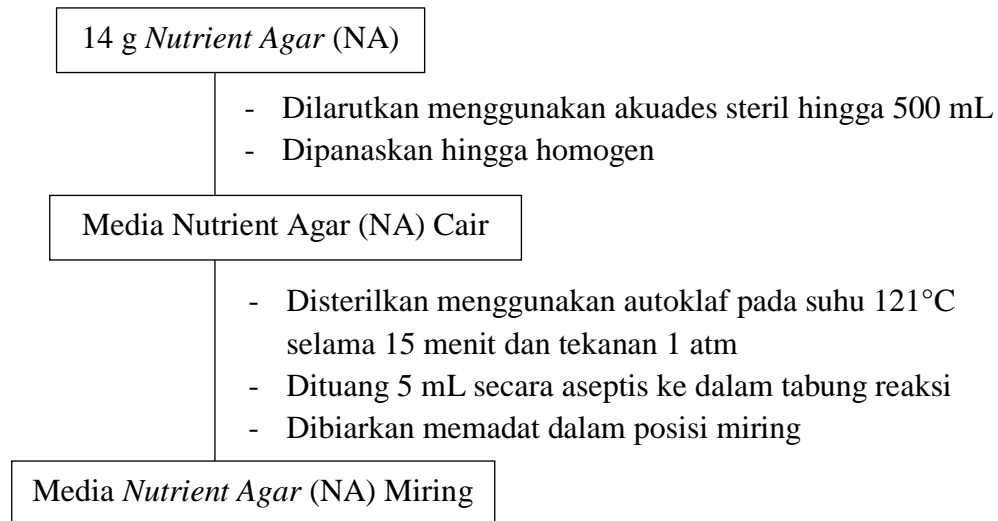 14 g Nutrient Agar (NA)
- Dilarutkan menggunakan akuades steril hingga 500 mL
- Dipanaskan hingga homogen
Media Nutrient Agar (NA) Cair
- Disterilkan menggunakan autoklaf pada suhu 121°C
selama 15 menit dan tekanan 1 atm
- Dituang 5 mL secara aseptis ke dalam tabung reaksi
- Dibiarkan memadat dalam posisi miring
Media Nutrient Agar (NA) Miring